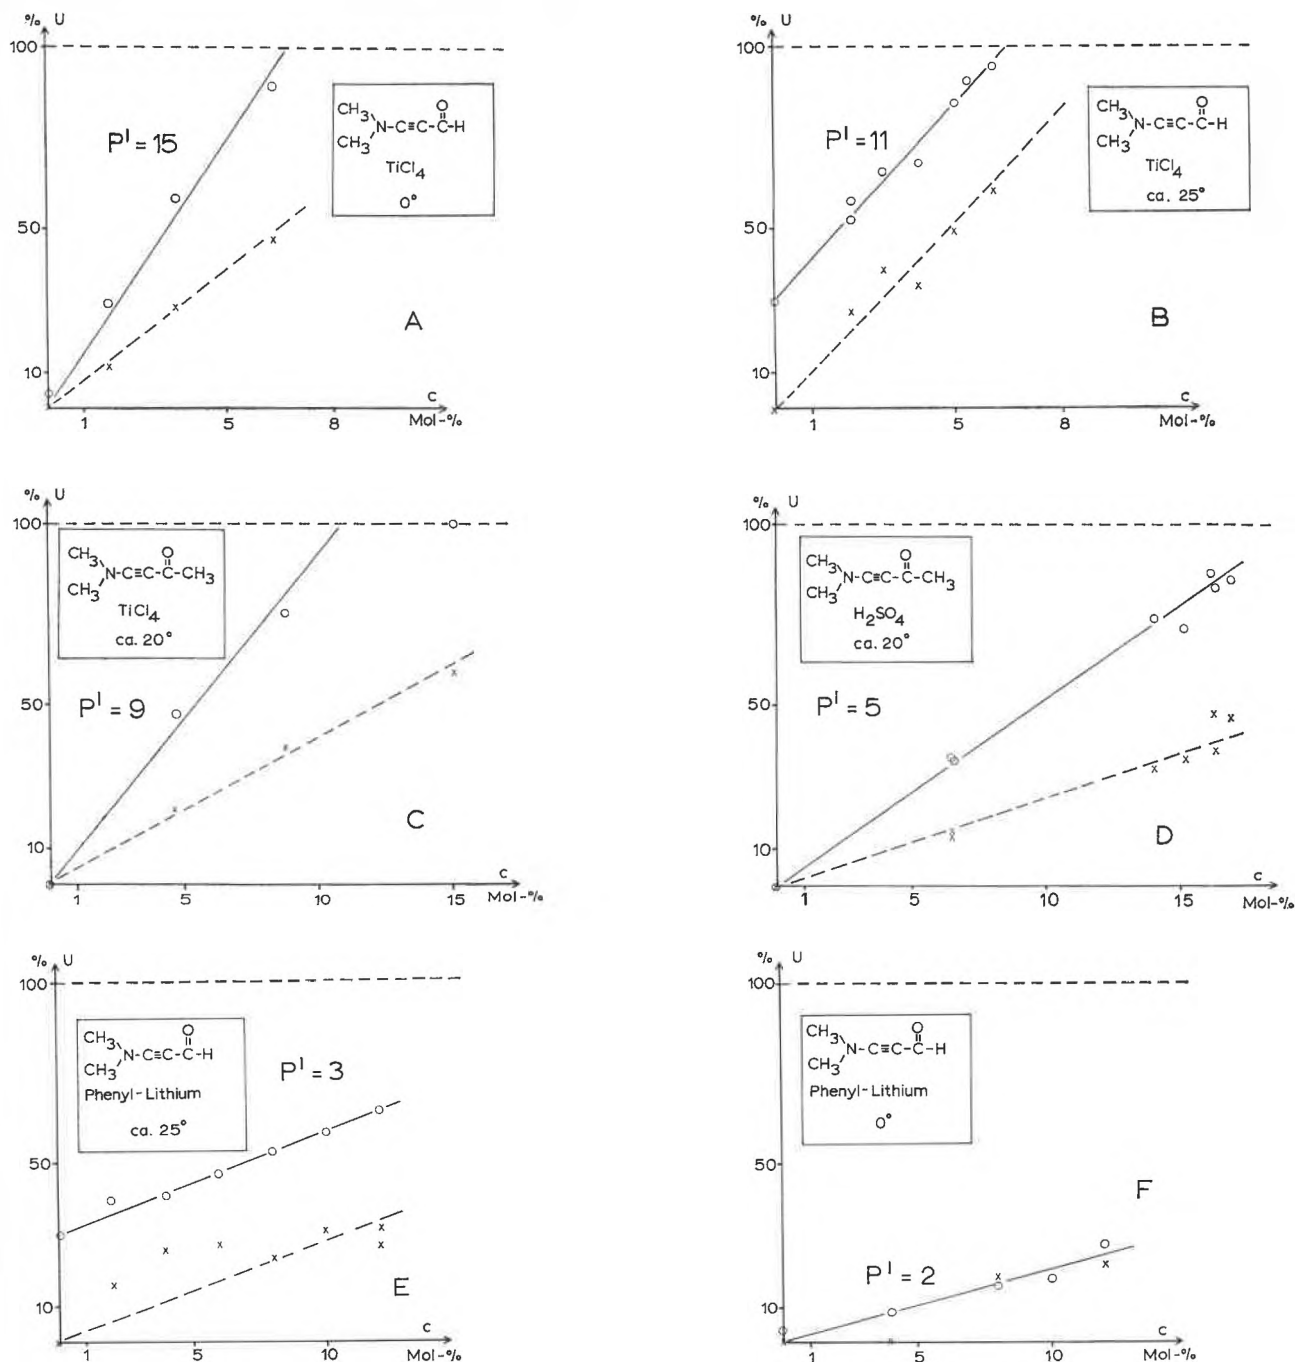 % U
100
50
10
1 5 8
c
Mol-%
P^I = 15
CH3
CH3
N-C≡C-C-H
O
TiCl4
0°
A
% U
100
50
10
1 5 8
c
Mol-%
P^I = 11
CH3
CH3
N-C≡C-C-H
O
TiCl4
ca. 25°
B
% U
100
50
10
1 5 10 15
c
Mol-%
CH3
CH3
N-C≡C-C-CH3
O
TiCl4
ca. 20°
P^I = 9
C
% U
100
50
10
1 5 10 15
c
Mol-%
CH3
CH3
N-C≡C-C-CH3
O
H2SO4
ca. 20°
P^I = 5
D
% U
100
50
10
1 5 10
c
Mol-%
CH3
CH3
N-C≡C-C-H
O
Phenyl-Lithium
ca. 25°
P^I = 3
E
% U
100
50
10
1 5 10
c
Mol-%
CH3
CH3
N-C≡C-C-H
O
Phenyl-Lithium
0°
P^I = 2
F